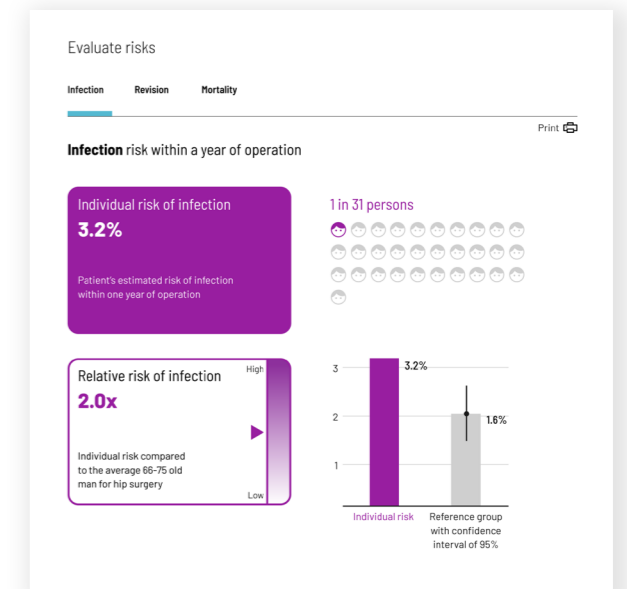 Evaluate risks
Infection Revision Mortality
Print
Infection risk within a year of operation
Individual risk of infection
3.2%
Patient's estimated risk of infection
within one year of operation
1 in 31 persons
Relative risk of infection
2.0x
High
Individual risk compared
to the average 66-75 old
man for hip surgery
Low
3
3.2%
2
1.6%
1
Individual risk
Reference group
with confidence
interval of 95%